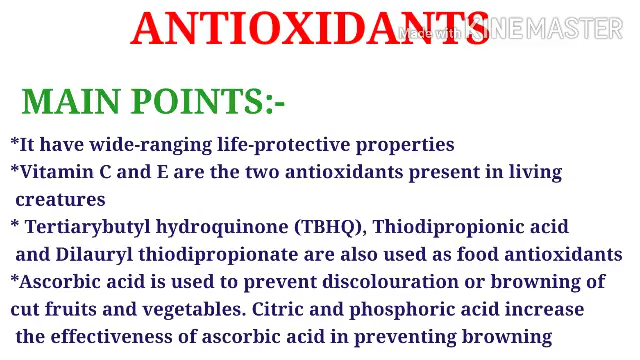 ANTIOXIDANTS
Made with KINEMASTER
MAIN POINTS:-
*It have wide-ranging life-protective properties
*Vitamin C and E are the two antioxidants present in living
creatures
* Tertiarybutyl hydroquinone (TBHQ), Thiodipropionic acid
and Dilauryl thiodipropionate are also used as food antioxidants
*Ascorbic acid is used to prevent discolouration or browning of
cut fruits and vegetables. Citric and phosphoric acid increase
the effectiveness of ascorbic acid in preventing browning